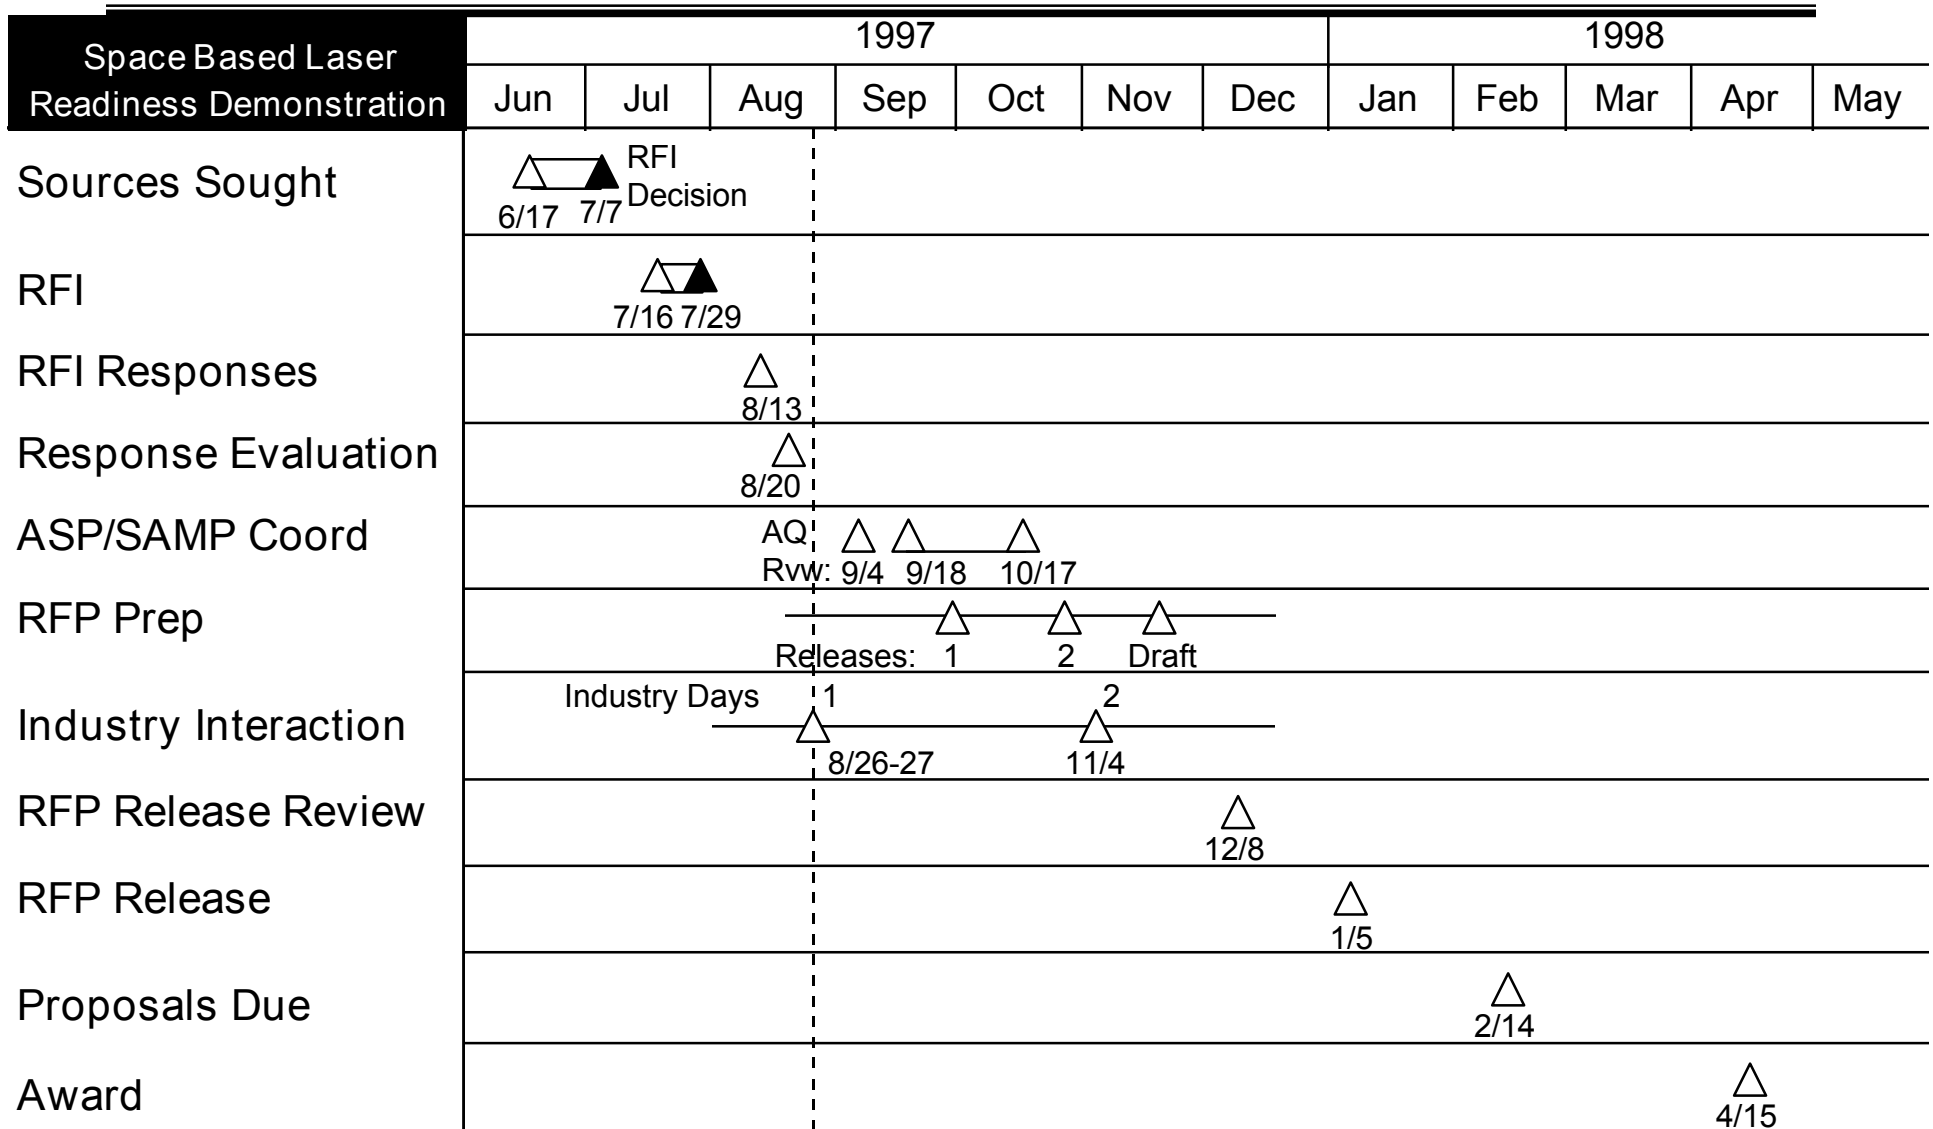 Space Based Laser
Readiness Demonstration
1997 1998
Jun Jul Aug Sep Oct Nov Dec Jan Feb Mar Apr May
Sources Sought
RFI
Decision
6/17 7/7
RFI
7/16 7/29
RFI Responses
8/13
Response Evaluation
8/20
ASP/SAMP Coord
AQ
Rvw: 9/4 9/18 10/17
RFP Prep
Releases: 1 2 Draft
Industry Days 1 2
Industry Interaction
8/26-27 11/4
RFP Release Review
12/8
RFP Release
1/5
Proposals Due
2/14
Award
4/15